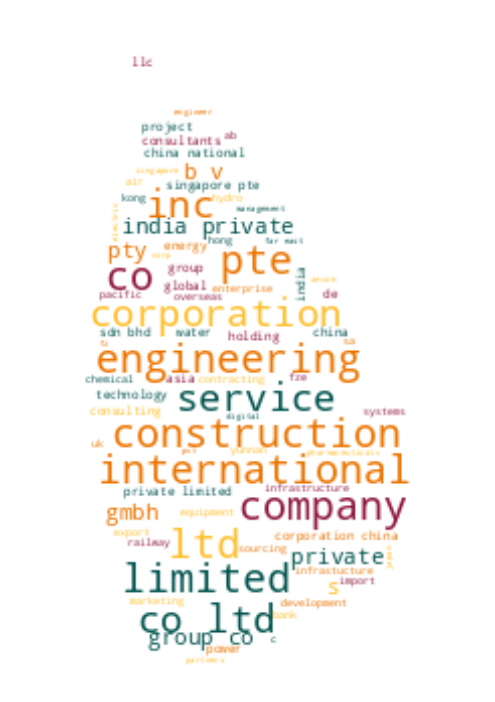 llc
engineer
project
ab
consultants
china national
singapore
b v
air
singapore pte
kong
hydro
inc
management
electric
india private
hong
far east
pty
energy
corp
pte
co
group
india
global
enterprise
pacific
overseas
de
corporation
sdn bhd
water
holding
china
sa
engineering
chemical
asia
contracting
fze
technology
service
consulting
digital
systems
uk
construction
yunnan
pharmaceuticals
international
private limited
infrastructure
gmbh
equipment
company
export
railway
ltd
sourcing
corporation china
private
infrastucture
limited
s
import
marketing
development
co ltd
bank
group co
c
power
partners